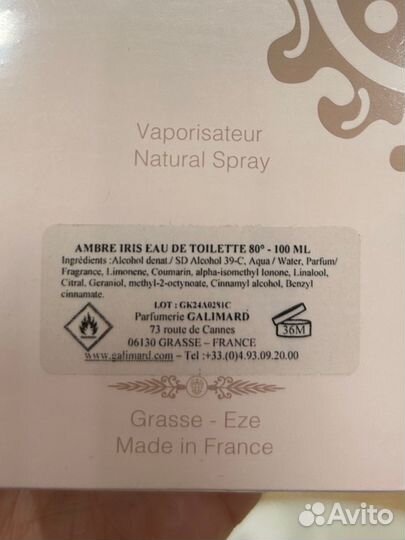 Vaporisateur
Natural Spray
AMBRE IRIS EAU DE TOILETTE 80° - 100 ML
Ingrédients :Alcohol denat./ SD Alcohol 39-C, Aqua / Water, Parfum/
Fragrance, Limonene, Coumarin, alpha-isomethyl Ionone, Linalool,
Citral, Geraniol, methyl-2-octynoate, Cinnamyl alcohol, Benzyl
cinnamate.
LOT : GK24A0281C
Parfumerie GALIMARD
73 route de Cannes
06130 GRASSE – FRANCE
36M
www.galimard.com Tel :+33.(0)4.93.09.20.00
Grasse - Eze
Made in France
Avito